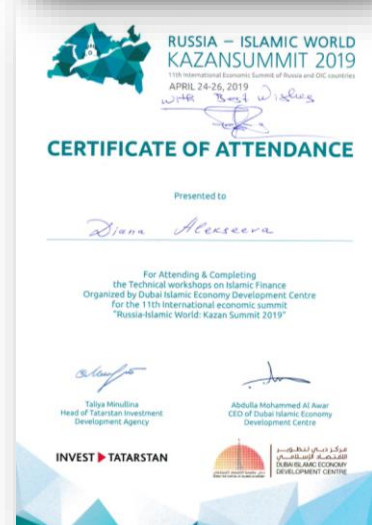 RUSSIA – ISLAMIC WORLD
KAZANSUMMIT 2019
11th International Economic Summit of Russia and OIC countries
APRIL 24-26, 2019
With Best Wishes
CERTIFICATE OF ATTENDANCE
Presented to
Diana Alekseeva
For Attending & Completing
the Technical workshops on Islamic Finance
Organized by Dubai Islamic Economy Development Centre
for the 11th International economic summit
"Russia-Islamic World: Kazan Summit 2019"
Taliya Minullina
Head of Tatarstan Investment
Development Agency
Abdulla Mohammed Al Awar
CEO of Dubai Islamic Economy
Development Centre
INVEST TATARSTAN
مركز دبي لتطوير
الاقتصاد الإسلامي
DUBAI ISLAMIC ECONOMY
DEVELOPMENT CENTRE